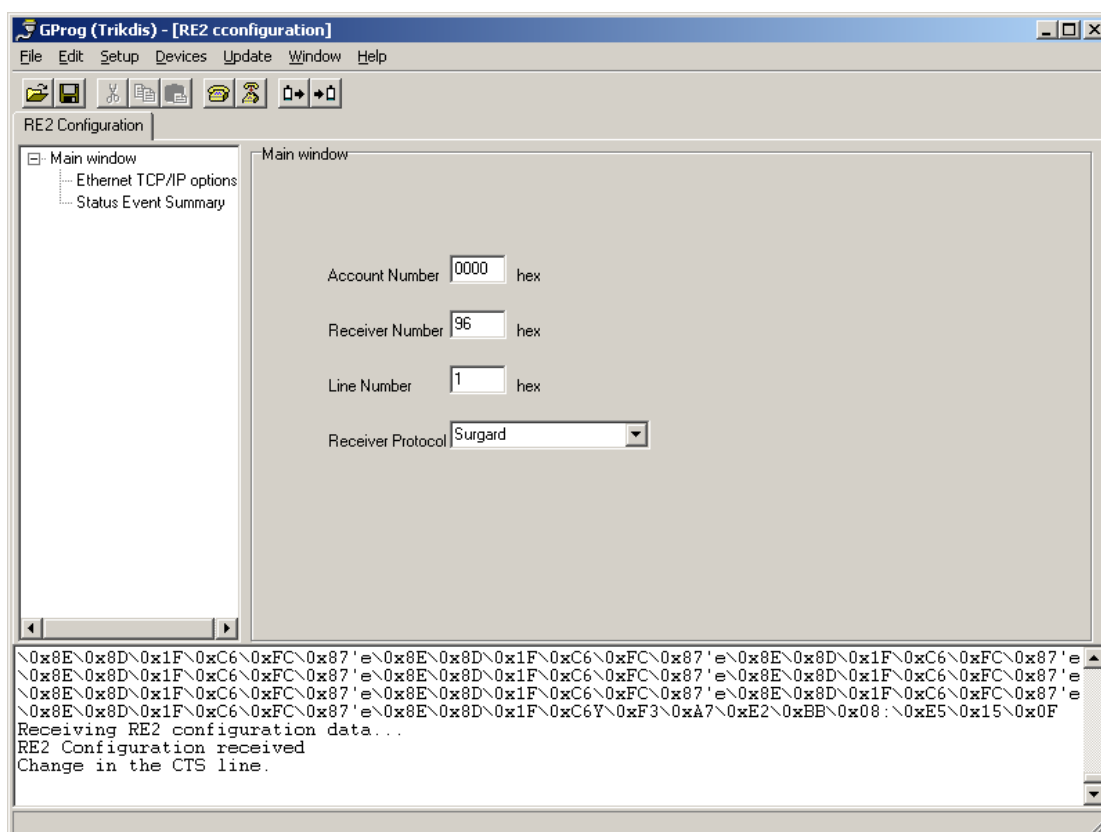 GProg (Trikdis) - [RE2 cconfiguration]
File Edit Setup Devices Update Window Help
RE2 Configuration
Main window
Ethernet TCP/IP options
Status Event Summary
Main window
Account Number 0000 hex
Receiver Number 96 hex
Line Number 1 hex
Receiver Protocol Surgard
\0x8E\0x8D\0x1F\0xC6\0xFC\0x87'e\0x8E\0x8D\0x1F\0xC6\0xFC\0x87'e\0x8E\0x8D\0x1F\0xC6\0xFC\0x87'e
\0x8E\0x8D\0x1F\0xC6\0xFC\0x87'e\0x8E\0x8D\0x1F\0xC6\0xFC\0x87'e\0x8E\0x8D\0x1F\0xC6\0xFC\0x87'e
\0x8E\0x8D\0x1F\0xC6\0xFC\0x87'e\0x8E\0x8D\0x1F\0xC6\0xFC\0x87'e\0x8E\0x8D\0x1F\0xC6\0xFC\0x87'e
\0x8E\0x8D\0x1F\0xC6\0xFC\0x87'e\0x8E\0x8D\0x1F\0xC6Y\0xF3\0xA7\0xE2\0xBB\0x08:\0xE5\0x15\0x0F
Receiving RE2 configuration data...
RE2 Configuration received
Change in the CTS line.